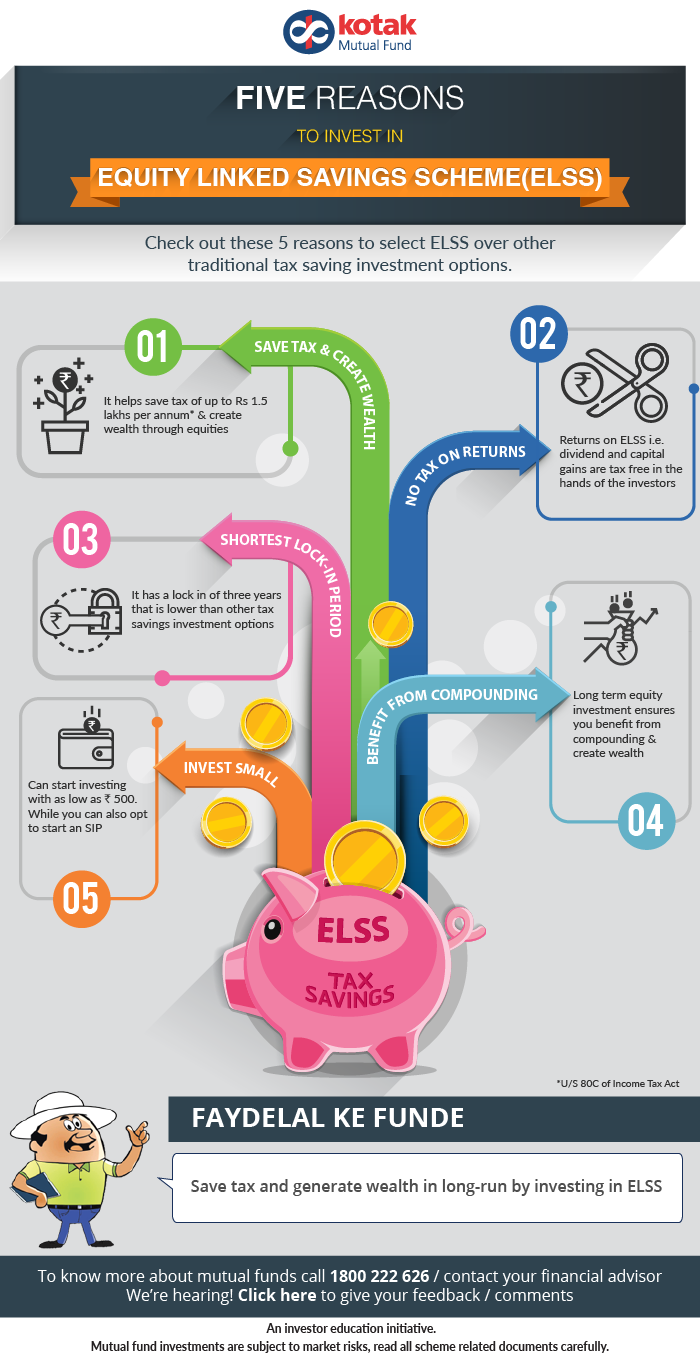 kotak
Mutual Fund
FIVE REASONS
TO INVEST IN
EQUITY LINKED SAVINGS SCHEME(ELSS)
Check out these 5 reasons to select ELSS over other
traditional tax saving investment options.
01
SAVE TAX & CREATE WEALTH
₹
It helps save tax of up to Rs 1.5
lakhs per annum* & create
wealth through equities
02
NO TAX ON RETURNS
₹
Returns on ELSS i.e.
dividend and capital
gains are tax free in the
hands of the investors
03
SHORTEST LOCK-IN PERIOD
₹
It has a lock in of three years
that is lower than other tax
savings investment options
BENEFIT FROM COMPOUNDING
₹
Long term equity
investment ensures
you benefit from
compounding &
create wealth
04
INVEST SMALL
₹
Can start investing
with as low as ₹ 500.
While you can also opt
to start an SIP
05
ELSS
TAX
SAVINGS
*U/S 80C of Income Tax Act
FAYDELAL KE FUNDE
Save tax and generate wealth in long-run by investing in ELSS
To know more about mutual funds call 1800 222 626 / contact your financial advisor
We're hearing! Click here to give your feedback / comments
An investor education initiative.
Mutual fund investments are subject to market risks, read all scheme related documents carefully.